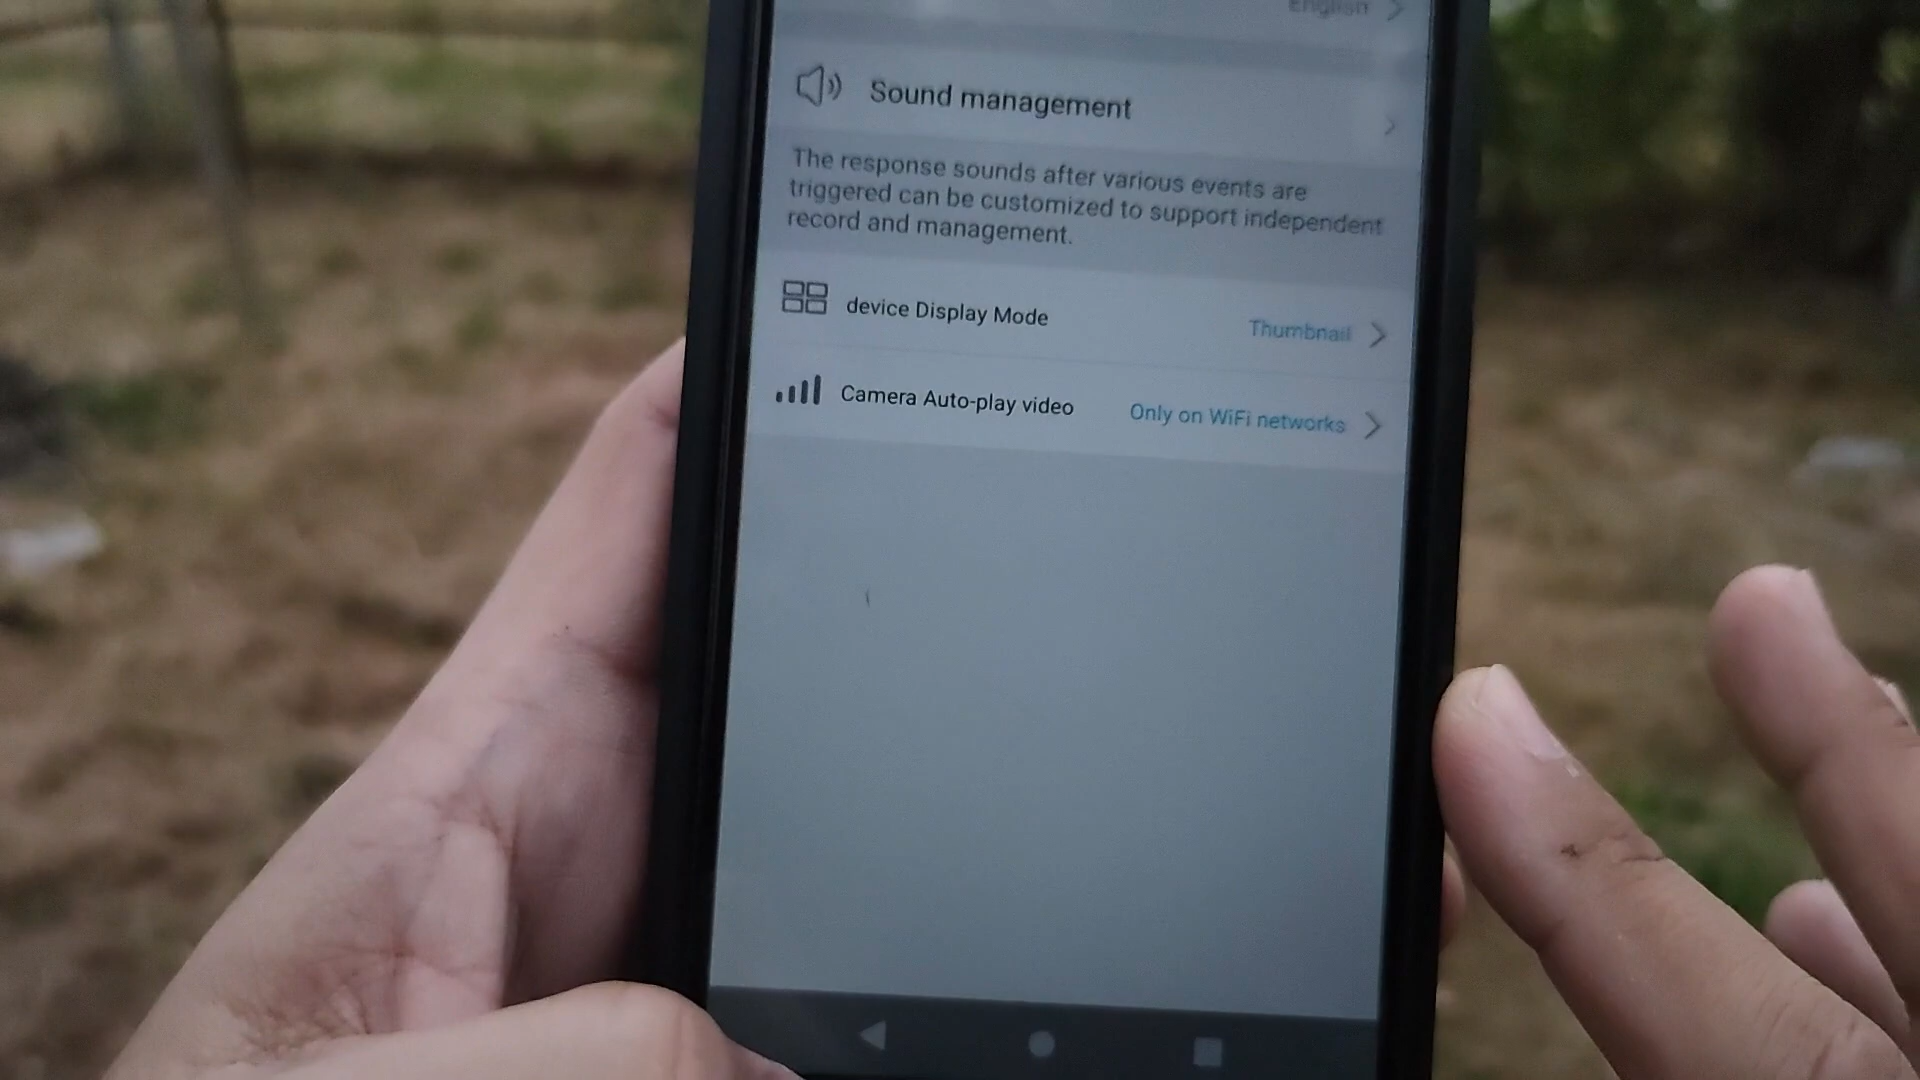 English
Sound management
The response sounds after various events are
triggered can be customized to support independent
record and management.
device Display Mode
Thumbnail
Camera Auto-play video
Only on WiFi networks